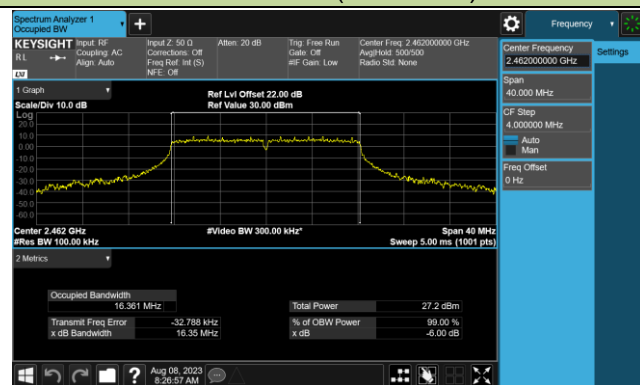 Spectrum Analyzer 1
Occupied BW
Frequency
KEYSIGHT
Input: RF
Input Z: 50 Ω
Atten: 20 dB
Trig: Free Run
Center Freq: 2.462000000 GHz
RL
Coupling: AC
Corrections: Off
Gate: Off
Avg|Hold: 500/500
Align: Auto
Freq Ref: Int (S)
#IF Gain: Low
Radio Std: None
NFE: Off
LXI
Center Frequency
2.462000000 GHz
Settings
Span
40.000 MHz
CF Step
4.000000 MHz
Auto
Man
Freq Offset
0 Hz
1 Graph
Ref Lvl Offset 22.00 dB
Scale/Div 10.0 dB
Ref Value 30.00 dBm
Log
20.0
10.0
0.00
-10.0
-20.0
-30.0
-40.0
-50.0
-60.0
Center 2.462 GHz
#Video BW 300.00 kHz*
Span 40 MHz
#Res BW 100.00 kHz
Sweep 5.00 ms (1001 pts)
2 Metrics
Occupied Bandwidth
16.361 MHz
Total Power
27.2 dBm
Transmit Freq Error
-32.788 kHz
% of OBW Power
99.00 %
x dB Bandwidth
16.35 MHz
x dB
-6.00 dB
Aug 08, 2023
8:26:57 AM